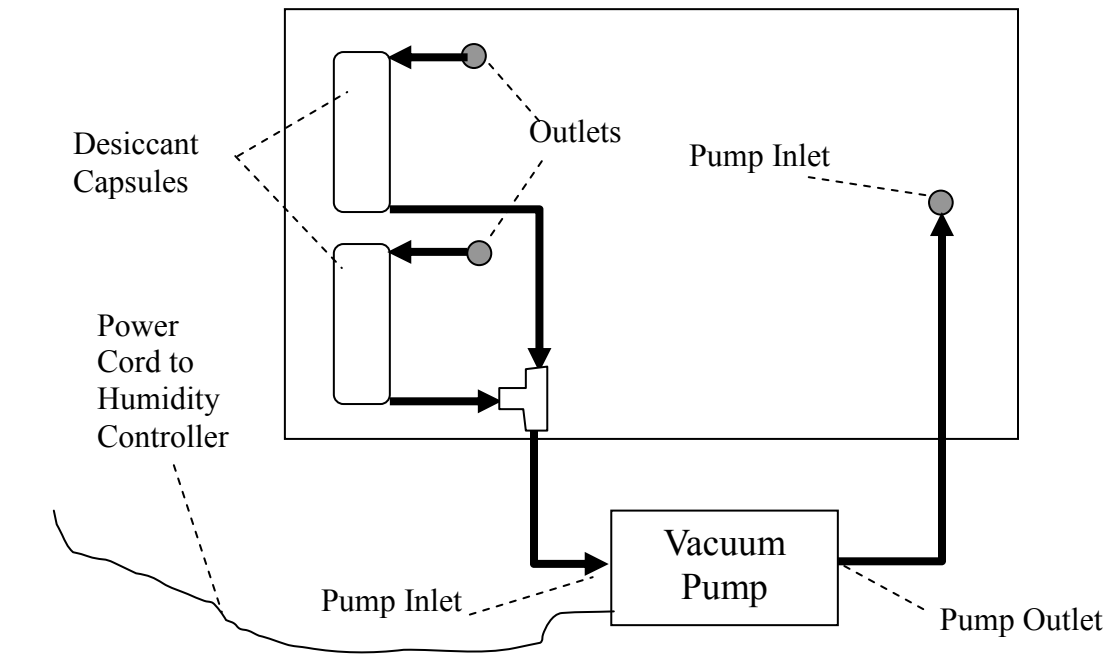 Outlets
Pump Inlet
Desiccant
Capsules
Power
Cord to
Humidity
Controller
Vacuum
Pump
Pump Inlet
Pump Outlet